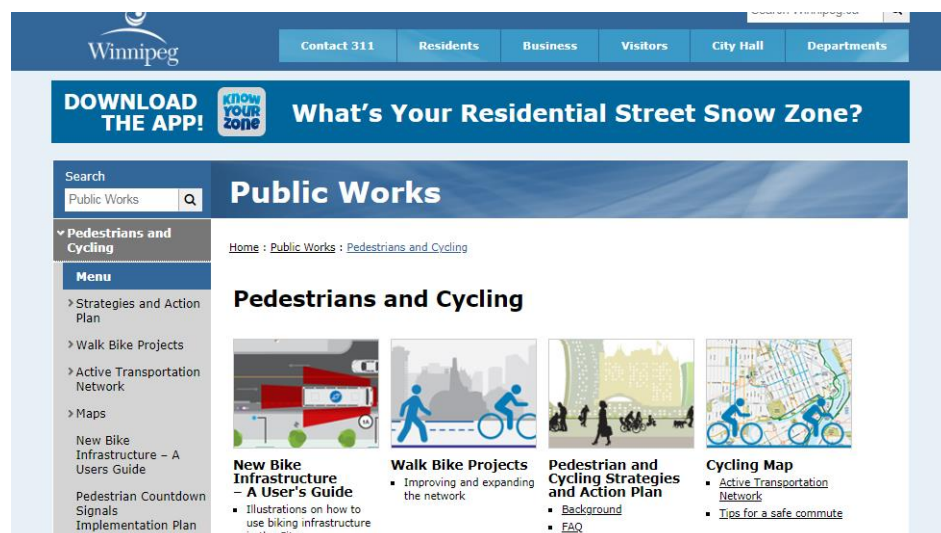 Winnipeg
Contact 311
Residents
Business
Visitors
City Hall
Departments
DOWNLOAD
THE APP!
KNOW
YOUR
ZONE
What's Your Residential Street Snow Zone?
Search
Public Works
Pedestrians and
Cycling
Menu
Strategies and Action
Plan
Walk Bike Projects
Active Transportation
Network
Maps
New Bike
Infrastructure – A
Users Guide
Pedestrian Countdown
Signals
Implementation Plan
Public Works
Home : Public Works : Pedestrians and Cycling
Pedestrians and Cycling
New Bike
Infrastructure
– A User's Guide
Illustrations on how to
use biking infrastructure
Walk Bike Projects
Improving and expanding
the network
Pedestrian and
Cycling Strategies
and Action Plan
Background
FAQ
Cycling Map
Active Transportation
Network
Tips for a safe commute